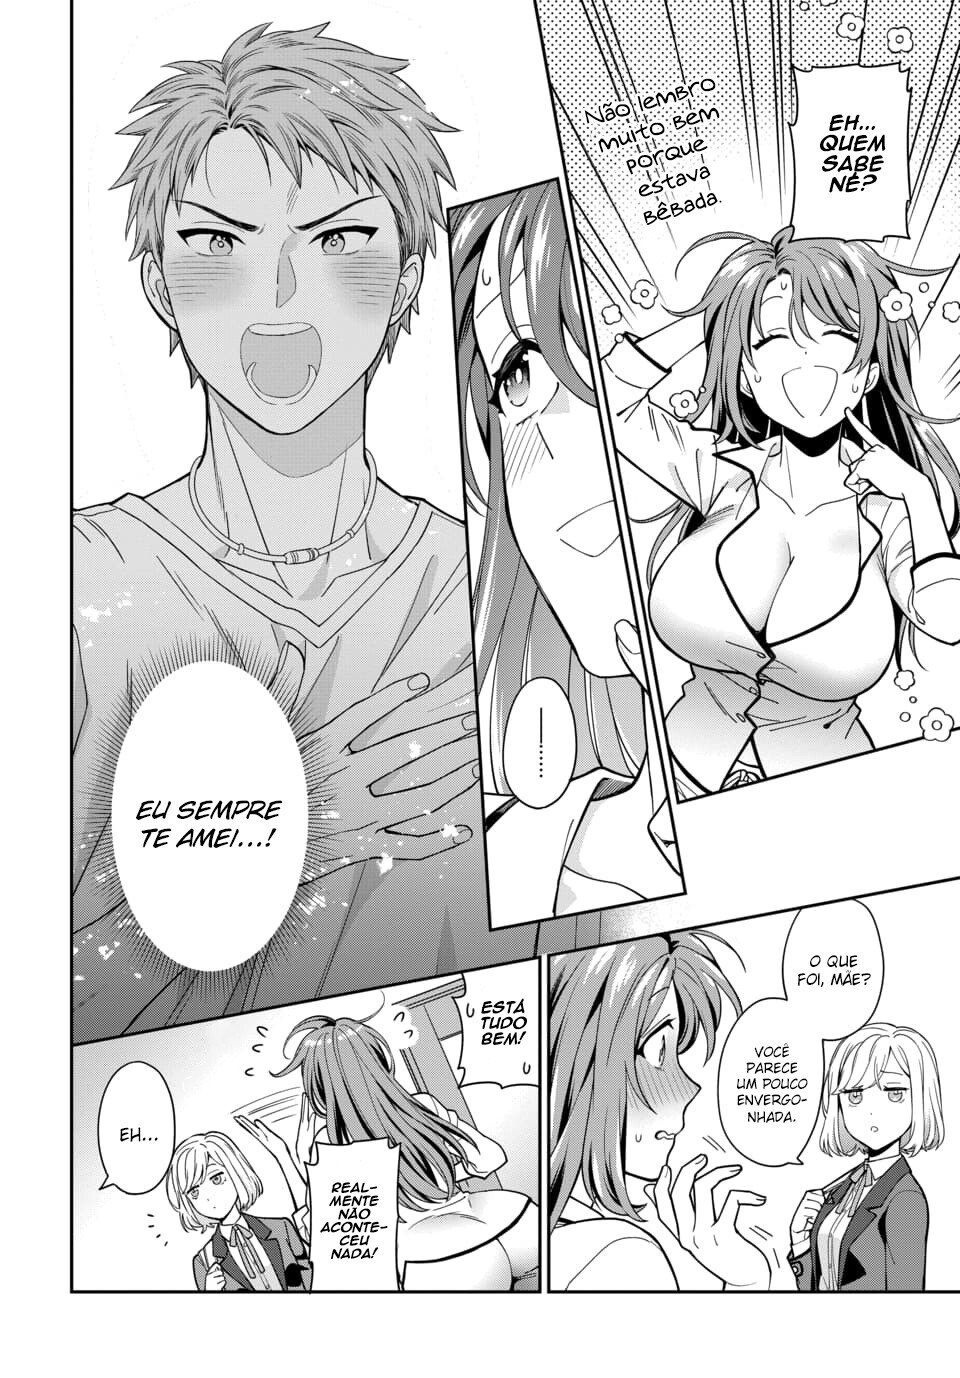 EH...
QUEM
SABE
NÉ?
Não lembro
muito bem
porque
estava
bêbada.
............
EU SEMPRE
TE AMEI...!
O QUE
FOI, MÃE?
VOCÊ
PARECE
UM POUCO
ENVERGO-
NHADA.
ESTÁ
TUDO
BEM!
REAL-
MENTE
NÃO
ACONTE-
CEU
NADA!
EH...